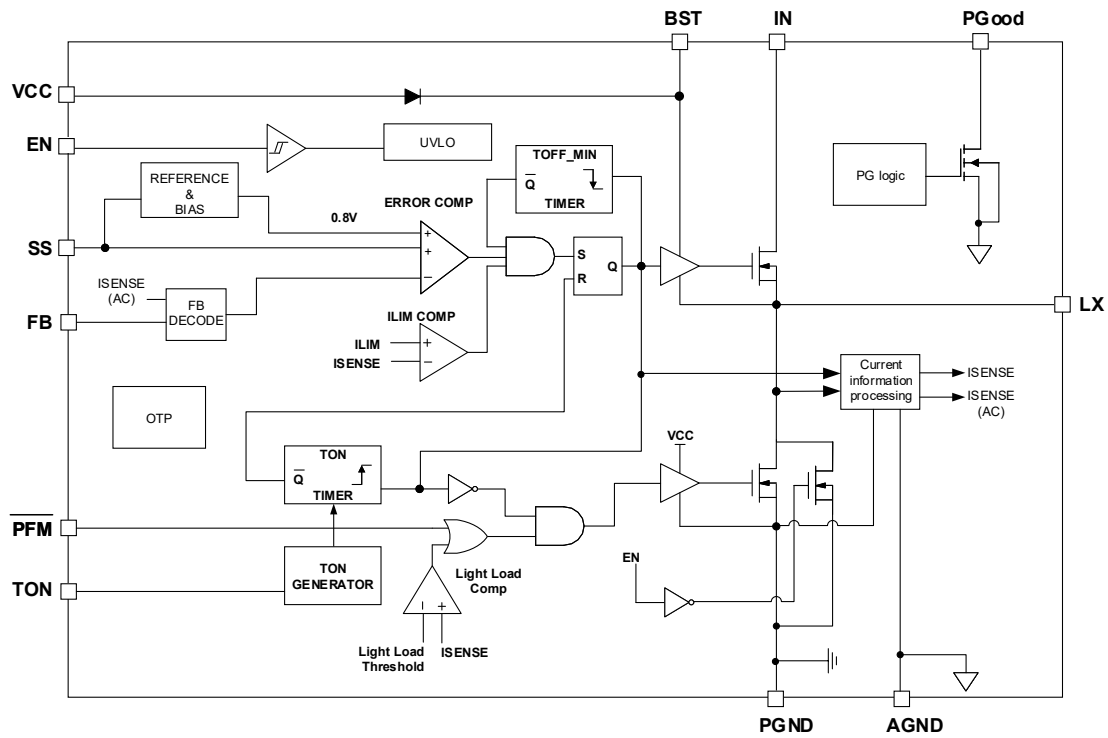 BST
IN
PGood
VCC
EN
UVLO
TOFF_MIN
Q
TIMER
PG logic
REFERENCE
&
BIAS
ERROR COMP
0.8V
+
+
−
S
R
Q
SS
ISENSE
(AC)
FB
DECODE
FB
ILIM COMP
ILIM
+
ISENSE
−
LX
Current
information
processing
ISENSE
ISENSE
(AC)
OTP
VCC
TON
Q
TIMER
PFM
TON
GENERATOR
TON
Light Load
Comp
EN
−
+
Light Load
Threshold
ISENSE
PGND
AGND